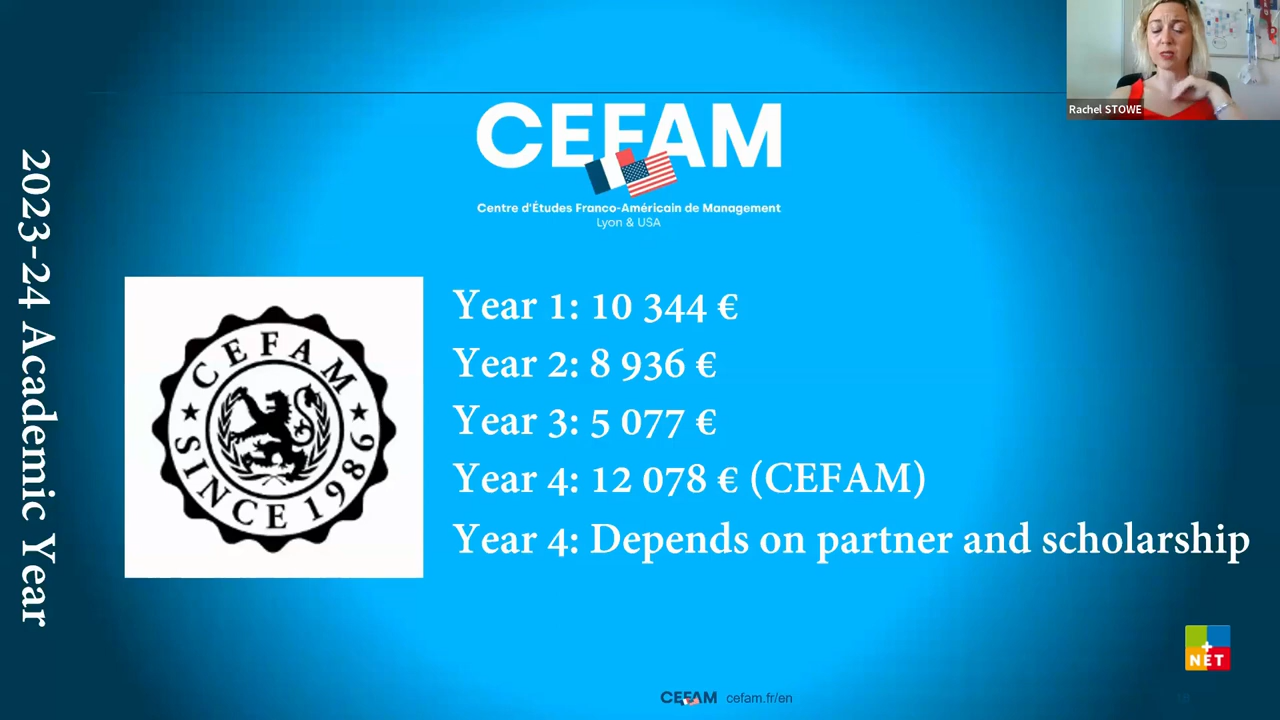 Rachel STOWE
CEFAM
Centre d'Études Franco-Américain de Management
Lyon & USA
2023-24 Academic Year
CEFAM
SINCE 1986
Year 1: 10 344 €
Year 2: 8 936 €
Year 3: 5 077 €
Year 4: 12 078 € (CEFAM)
Year 4: Depends on partner and scholarship
+
NET
CEFAM cefam.fr/en